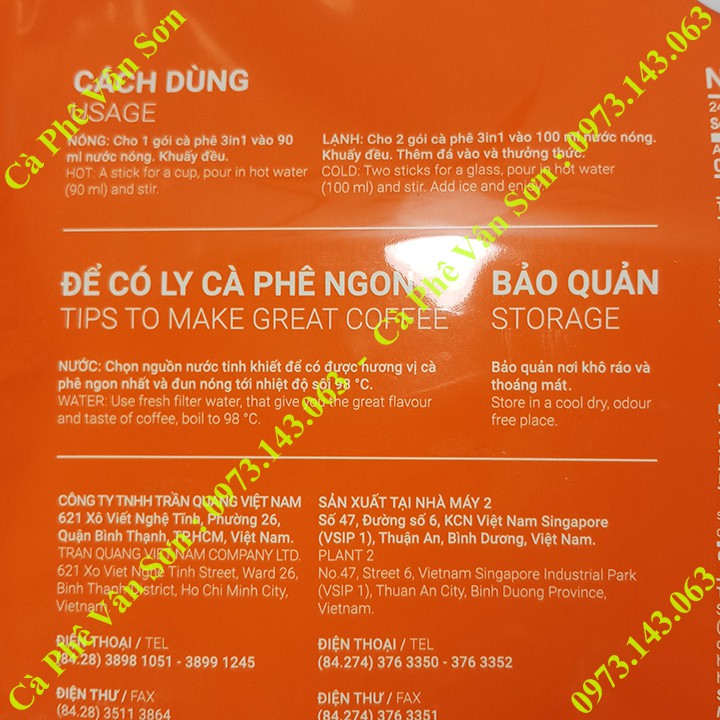 CÁCH DÙNG
USAGE
NÓNG: Cho 1 gói cà phê 3in1 vào 90
ml nước nóng. Khuấy đều.
HOT: A stick for a cup, pour in hot water
(90 ml) and stir.
LẠNH: Cho 2 gói cà phê 3in1 vào 100 ml nước nóng.
Khuấy đều. Thêm đá vào và thưởng thức.
COLD: Two sticks for a glass, pour in hot water
(100 ml) and stir. Add ice and enjoy.
ĐỂ CÓ LY CÀ PHÊ NGON
TIPS TO MAKE GREAT COFFEE
NƯỚC: Chọn nguồn nước tinh khiết để có được hương vị cà
phê ngon nhất và đun nóng tới nhiệt độ sôi 98 °C.
WATER: Use fresh filter water, that give you the great flavour
and taste of coffee, boil to 98 °C.
BẢO QUẢN
STORAGE
Bảo quản nơi khô ráo và
thoáng mát.
Store in a cool dry, odour
free place.
CÔNG TY TNHH TRẦN QUANG VIỆT NAM
621 Xô Viết Nghệ Tĩnh, Phường 26,
Quận Bình Thạnh, TP.HCM, Việt Nam.
TRAN QUANG VIETNAM COMPANY LTD.
621 Xo Viet Nghe Tinh Street, Ward 26,
Binh Thanh District, Ho Chi Minh City,
Vietnam.
ĐIỆN THOẠI / TEL
(84.28) 3898 1051 - 3899 1245
ĐIỆN THƯ / FAX
(84.28) 3511 3864
SẢN XUẤT TẠI NHÀ MÁY 2
Số 47, Đường số 6, KCN Việt Nam Singapore
(VSIP 1), Thuận An, Bình Dương, Việt Nam.
PLANT 2
No.47, Street 6, Vietnam Singapore Industrial Park
(VSIP 1), Thuan An City, Binh Duong Province,
Vietnam.
ĐIỆN THOẠI / TEL
(84.274) 376 3350 - 376 3352
ĐIỆN THƯ / FAX
(84.274) 376 3351
Cà Phê Văn Sơn
Cà Phê Văn Sơn : 0973.143.063 - Cà Phê Văn Sơn : 0973.143.063
0973.143.063